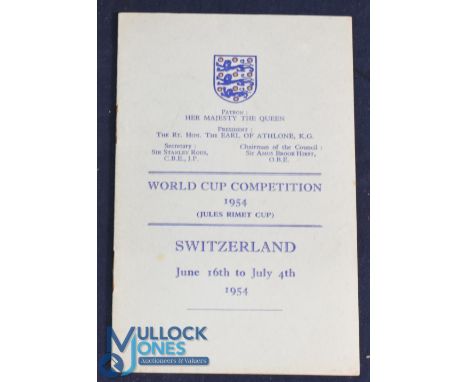 Patron :
HER MAJESTY THE QUEEN
President :
The Rt. Hon. The EARL OF ATHLONE, K.G.
Secretary :
Sir Stanley Rous,
C.B.E., J.P.
Chairman of the Council :
Sir Amos Brook Hirst,
O.B.E.
WORLD CUP COMPETITION
1954
(JULES RIMET CUP)
SWITZERLAND
June 16th to July 4th
1954
MULLOCK
JONES
Auctioneers & Valuers